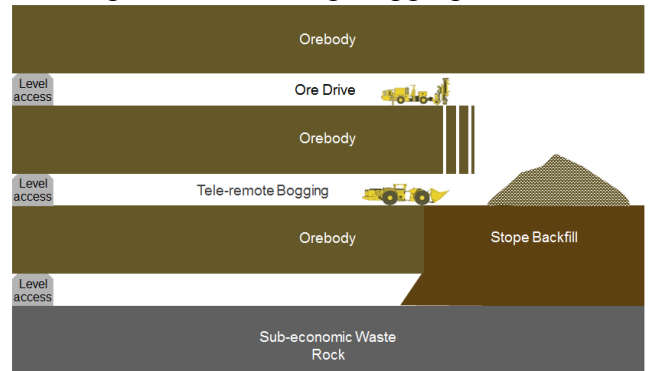 Orebody
Level
access
Ore Drive
Orebody
Level
access
Tele-remote Bogging
Orebody
Stope Backfill
Level
access
Sub-economic Waste
Rock